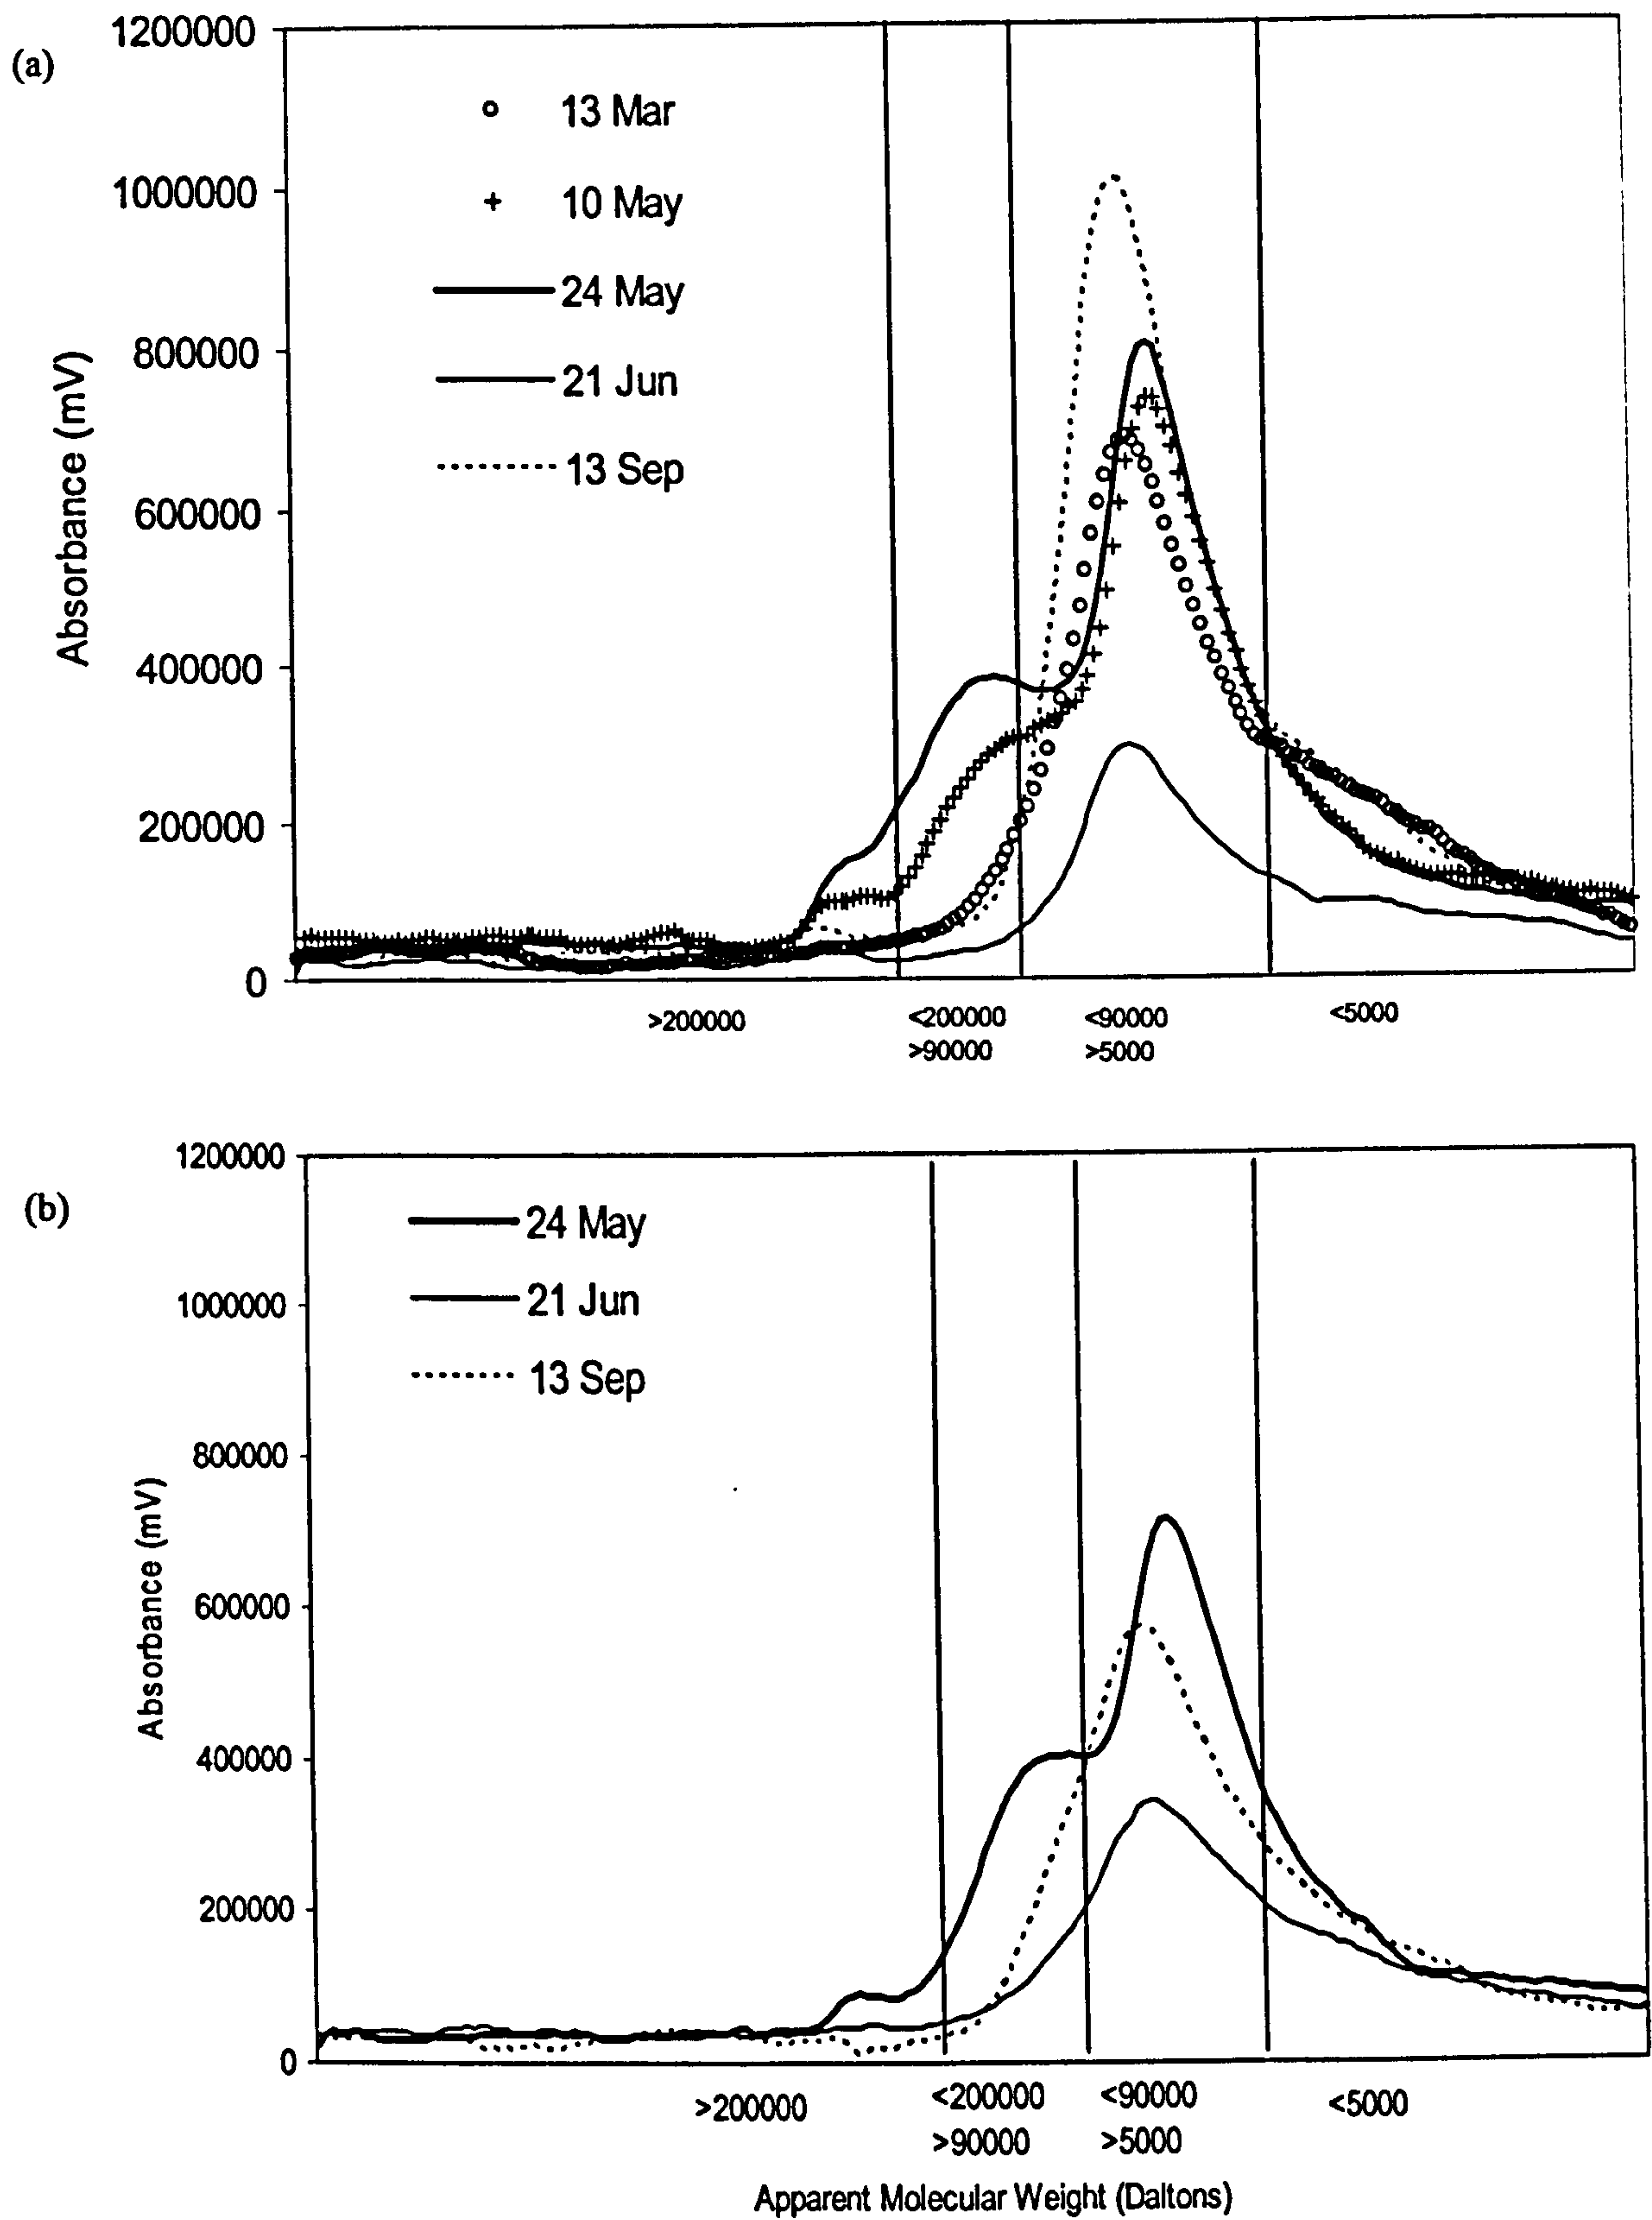 (a)
1200000
1000000
800000
600000
400000
200000
0
Absorbance (mV)
13 Mar
10 May
24 May
21 Jun
13 Sep
>200000
<200000
>90000
<90000
>5000
<5000
(b)
1200000
1000000
800000
600000
400000
200000
0
Absorbance (mV)
24 May
21 Jun
13 Sep
>200000
<200000
>90000
<90000
>5000
<5000
Apparent Molecular Weight (Daltons)